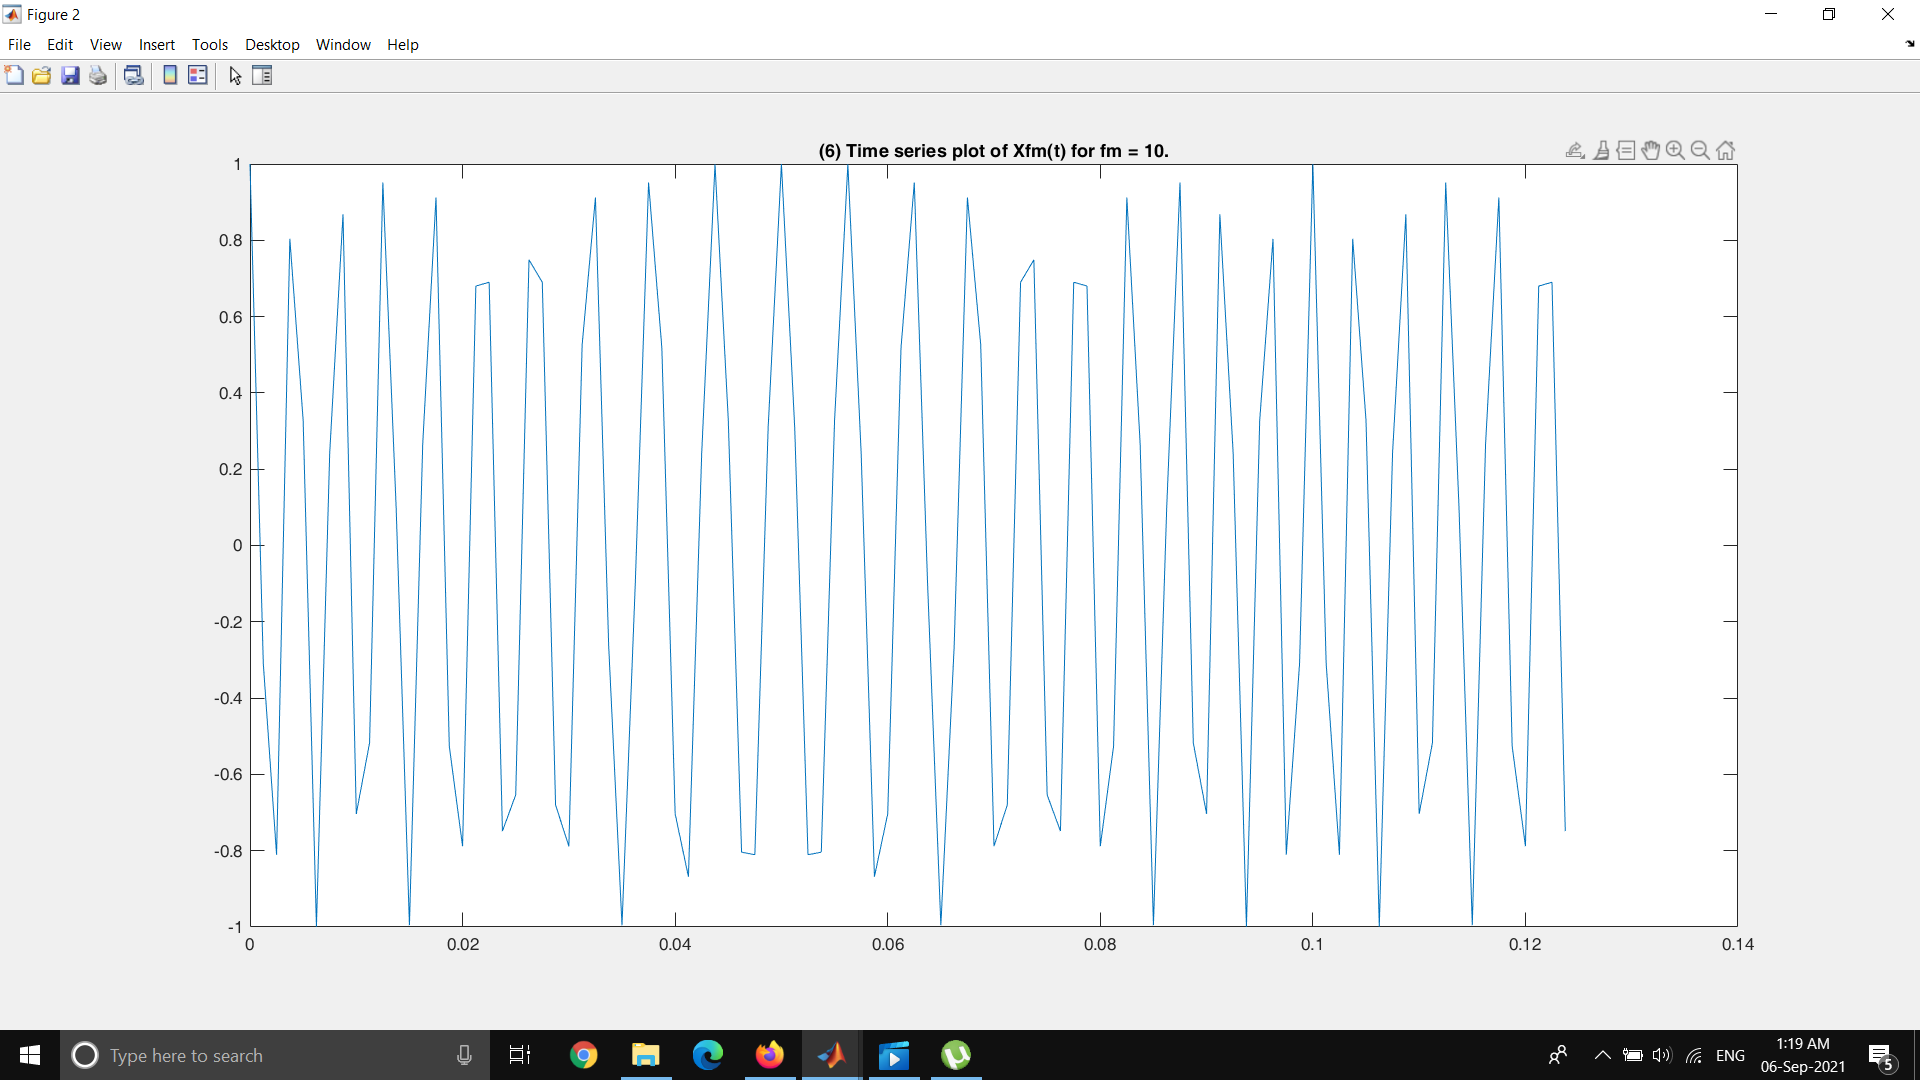 Figure 2
File Edit View Insert Tools Desktop Window Help
(6) Time series plot of Xfm(t) for fm = 10.
1
0.8
0.6
0.4
0.2
0
-0.2
-0.4
-0.6
-0.8
-1
0 0.02 0.04 0.06 0.08 0.1 0.12 0.14
Type here to search
ENG
1:19 AM
06-Sep-2021
5